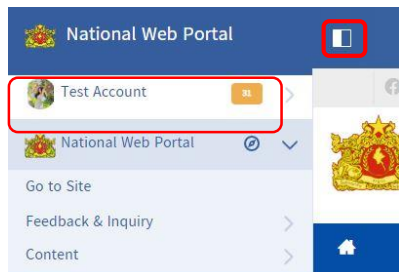 National Web Portal
Test Account
31
National Web Portal
Go to Site
Feedback & Inquiry
Content